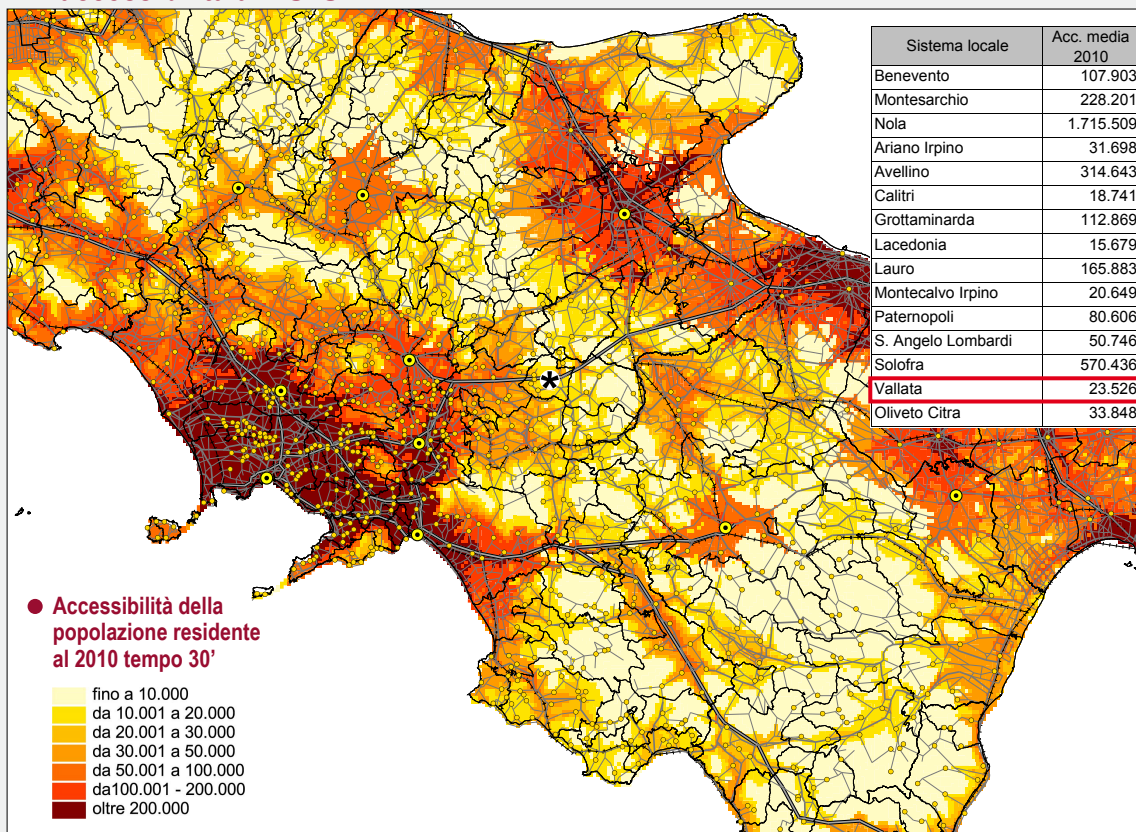 Sistema locale
Acc. media 2010
Benevento 107.903
Montesarchio 228.201
Nola 1.715.509
Ariano Irpino 31.698
Avellino 314.643
Calitri 18.741
Grottaminarda 112.869
Lacedonia 15.679
Lauro 165.883
Montecalvo Irpino 20.649
Paternopoli 80.606
S. Angelo Lombardi 50.746
Solofra 570.436
Vallata 23.526
Oliveto Citra 33.848
*
● Accessibilità della
popolazione residente
al 2010 tempo 30’
fino a 10.000
da 10.001 a 20.000
da 20.001 a 30.000
da 30.001 a 50.000
da 50.001 a 100.000
da100.001 - 200.000
oltre 200.000